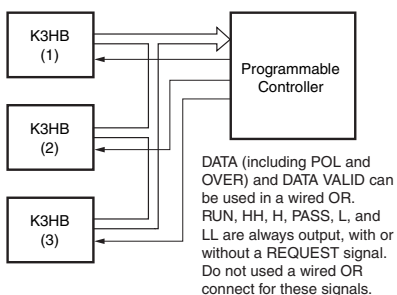 K3HB
(1)
Programmable
Controller
K3HB
(2)
K3HB
(3)
DATA (including POL and
OVER) and DATA VALID can
be used in a wired OR.
RUN, HH, H, PASS, L, and
LL are always output, with or
without a REQUEST signal.
Do not used a wired OR
connect for these signals.